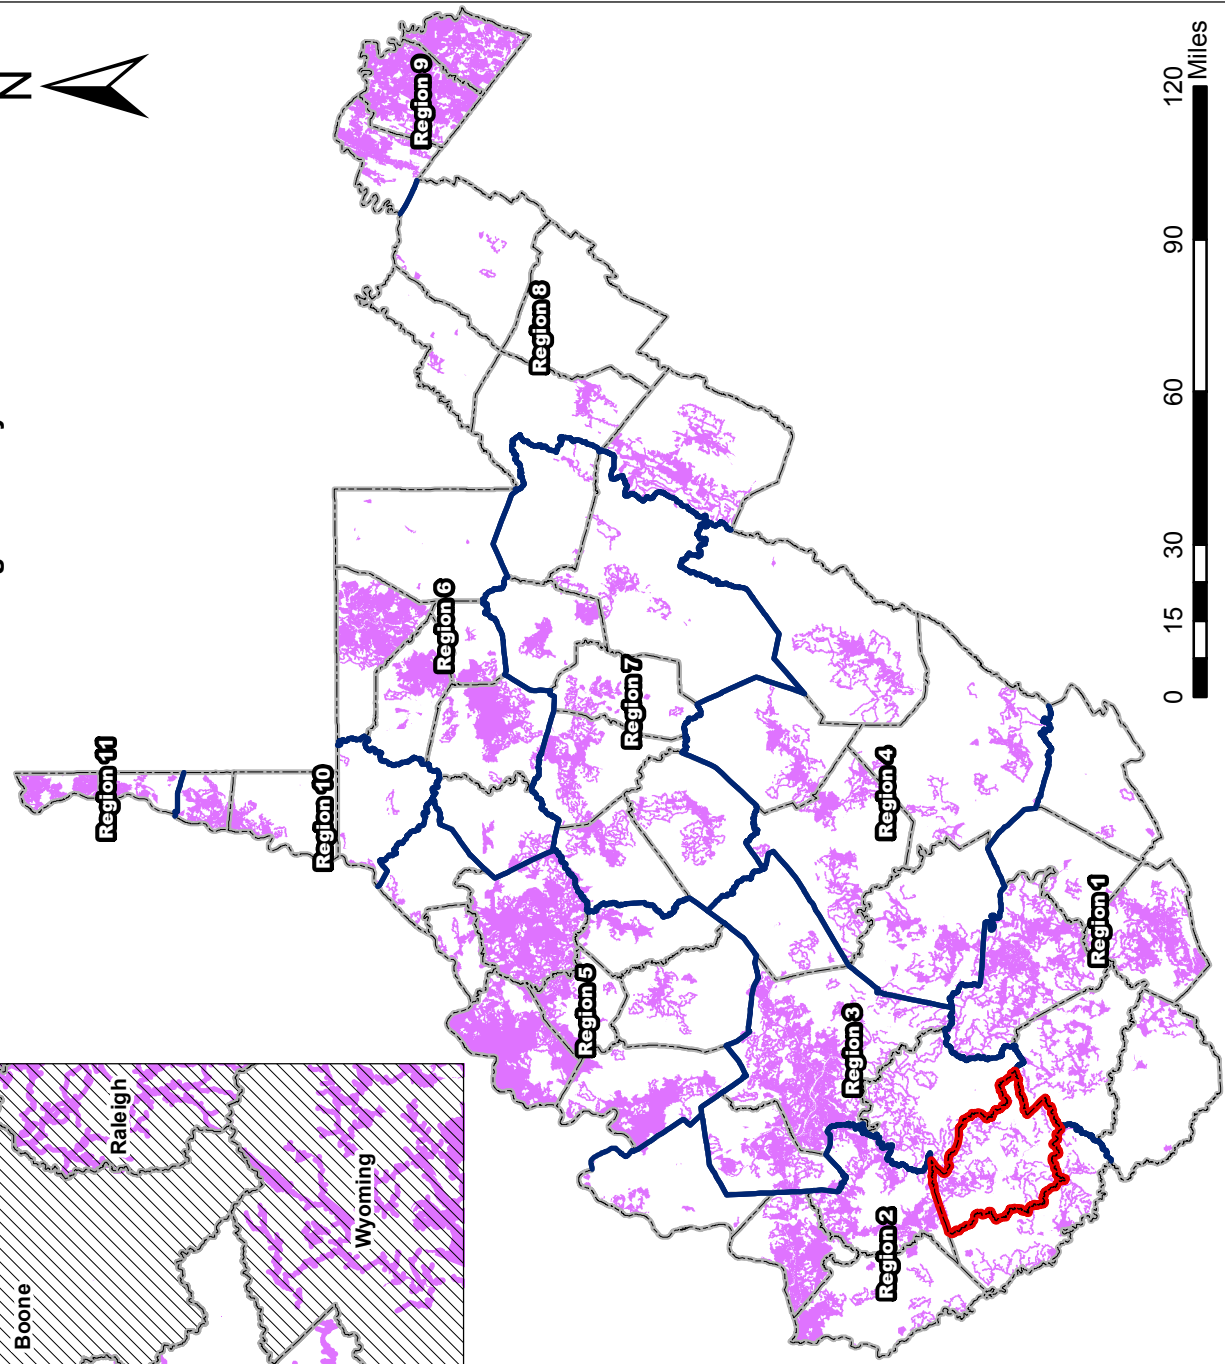 N
Region 11
Region 10
Region 9
Region 8
Region 6
Region 7
Region 5
Region 4
Region 3
Region 2
Region 1
Boone
Raleigh
Wyoming
0 15 30 60 90 120
Miles